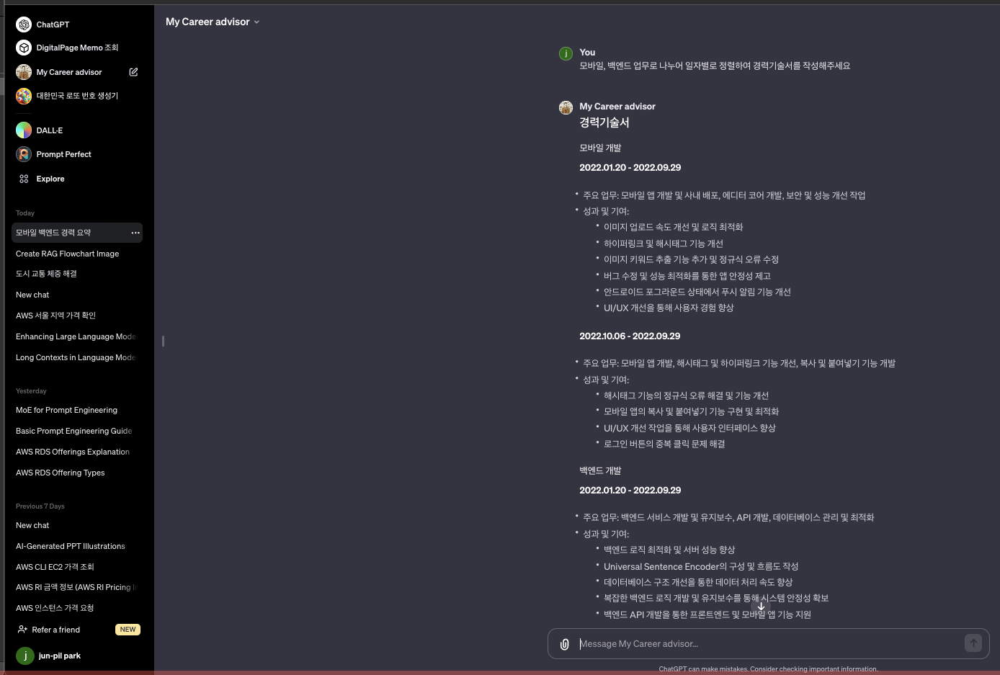 ChatGPT
DigitalPage Memo 조회
My Career advisor
대한민국 로또 번호 생성기
DALL·E
Prompt Perfect
Explore
Today
모바일 백엔드 경력 요약
Create RAG Flowchart Image
도시 교통 체증 해결
New chat
AWS 서울 지역 가격 확인
Enhancing Large Language Mode
Long Contexts in Language Mode
Yesterday
MoE for Prompt Engineering
Basic Prompt Engineering Guide
AWS RDS Offerings Explanation
AWS RDS Offering Types
Previous 7 Days
New chat
AI-Generated PPT Illustrations
AWS CLI EC2 가격 조회
AWS RI 금액 정보 (AWS RI Pricing I
AWS 인스턴스 가격 요청
Refer a friend NEW
j jun-pil park
My Career advisor
j You
모바일, 백엔드 업무로 나누어 일자별로 정렬하여 경력기술서를 작성해주세요
My Career advisor
경력기술서
모바일 개발
2022.01.20 - 2022.09.29
• 주요 업무: 모바일 앱 개발 및 사내 배포, 에디터 코어 개발, 보안 및 성능 개선 작업
• 성과 및 기여:
• 이미지 업로드 속도 개선 및 로직 최적화
• 하이퍼링크 및 해시태그 기능 개선
• 이미지 키워드 추출 기능 추가 및 정규식 오류 수정
• 버그 수정 및 성능 최적화를 통한 앱 안정성 제고
• 안드로이드 포그라운드 상태에서 푸시 알림 기능 개선
• UI/UX 개선을 통해 사용자 경험 향상
2022.10.06 - 2022.09.29
• 주요 업무: 모바일 앱 개발, 해시태그 및 하이퍼링크 기능 개선, 복사 및 붙여넣기 기능 개발
• 성과 및 기여:
• 해시태그 기능의 정규식 오류 해결 및 기능 개선
• 모바일 앱의 복사 및 붙여넣기 기능 구현 및 최적화
• UI/UX 개선 작업을 통해 사용자 인터페이스 향상
• 로그인 버튼의 중복 클릭 문제 해결
백엔드 개발
2022.01.20 - 2022.09.29
• 주요 업무: 백엔드 서비스 개발 및 유지보수, API 개발, 데이터베이스 관리 및 최적화
• 성과 및 기여:
• 백엔드 로직 최적화 및 서버 성능 향상
• Universal Sentence Encoder의 구성 및 흐름도 작성
• 데이터베이스 구조 개선을 통한 데이터 처리 속도 향상
• 복잡한 백엔드 로직 개발 및 유지보수를 통해 시스템 안정성 확보
• 백엔드 API 개발을 통한 프론트엔드 및 모바일 앱 기능 지원
Message My Career advisor...
ChatGPT can make mistakes. Consider checking important information.